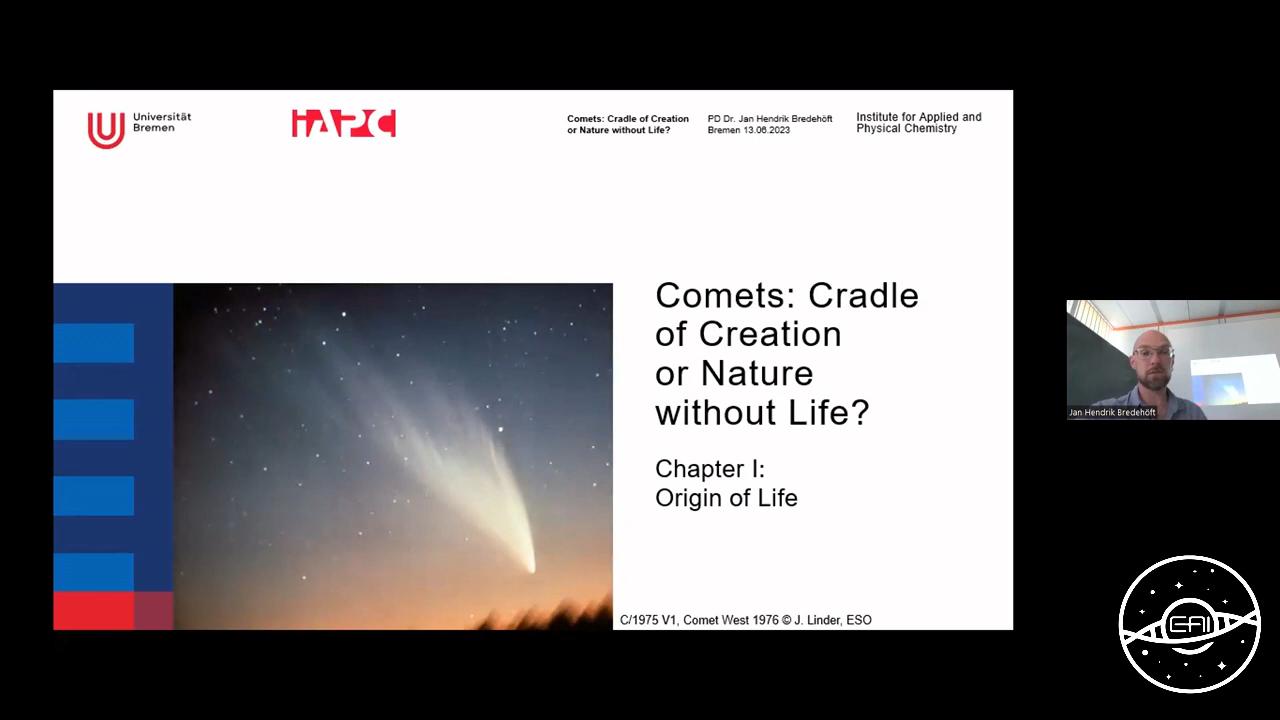 Universität
Bremen
iAPC
Comets: Cradle of Creation
or Nature without Life?
PD Dr. Jan Hendrik Bredehöft
Bremen 13.06.2023
Institute for Applied and
Physical Chemistry
Comets: Cradle
of Creation
or Nature
without Life?
Chapter I:
Origin of Life
C/1975 V1, Comet West 1976 © J. Linder, ESO
Jan Hendrik Bredehöft
EAI